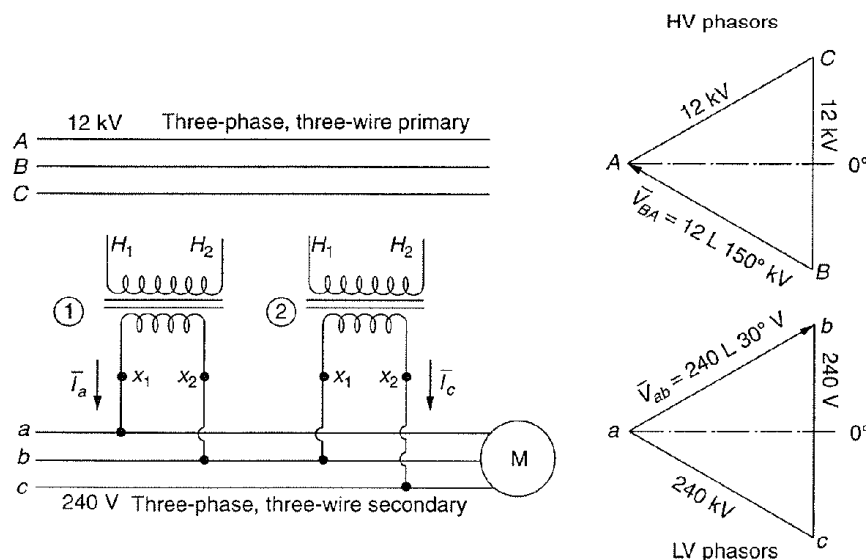 HV phasors
C
12 kV
12 kV
A
0°
V̅BA = 12 L 150° kV
B
12 kV Three-phase, three-wire primary
A
B
C
H1 H2 H1 H2
1 2
I̅a x1 x2 x1 x2 I̅c
a
b
c
M
240 V Three-phase, three-wire secondary
b
V̅ab = 240 L 30° V
240 V
a
0°
240 kV
c
LV phasors